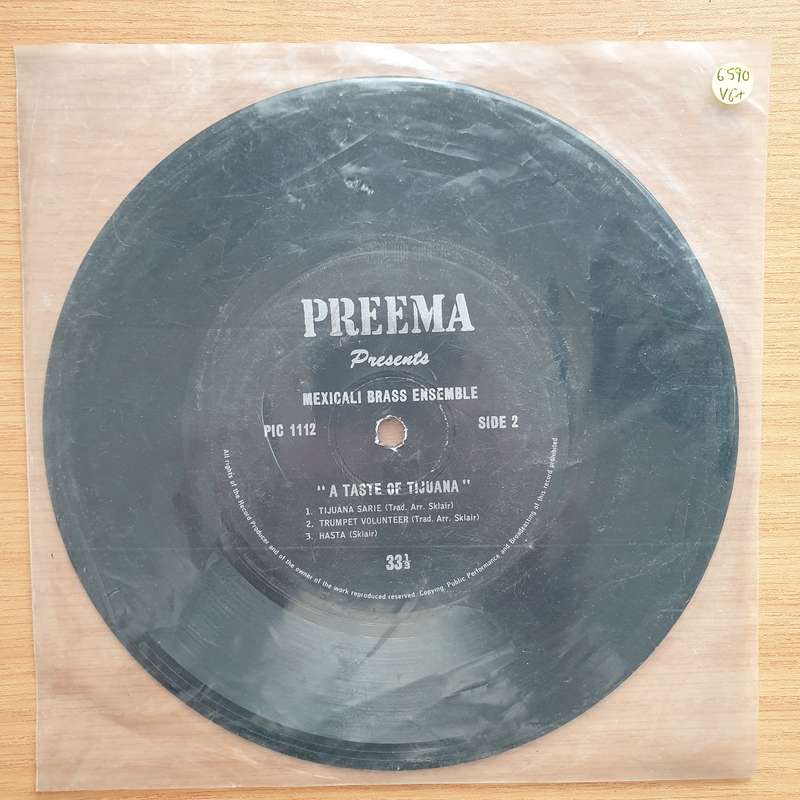 6590
VG+
PREEMA
Presents
MEXICALI BRASS ENSEMBLE
PIC 1112
SIDE 2
"A TASTE OF TIJUANA"
1. TIJUANA SARIE (Trad. Arr. Sklair)
2. TRUMPET VOLUNTEER (Trad. Arr. Sklair)
3. HASTA (Sklair)
33⅓
All rights of the Record Producer and of the owner of the work reproduced reserved. Copying, Public Performance and Broadcasting of this record prohibited